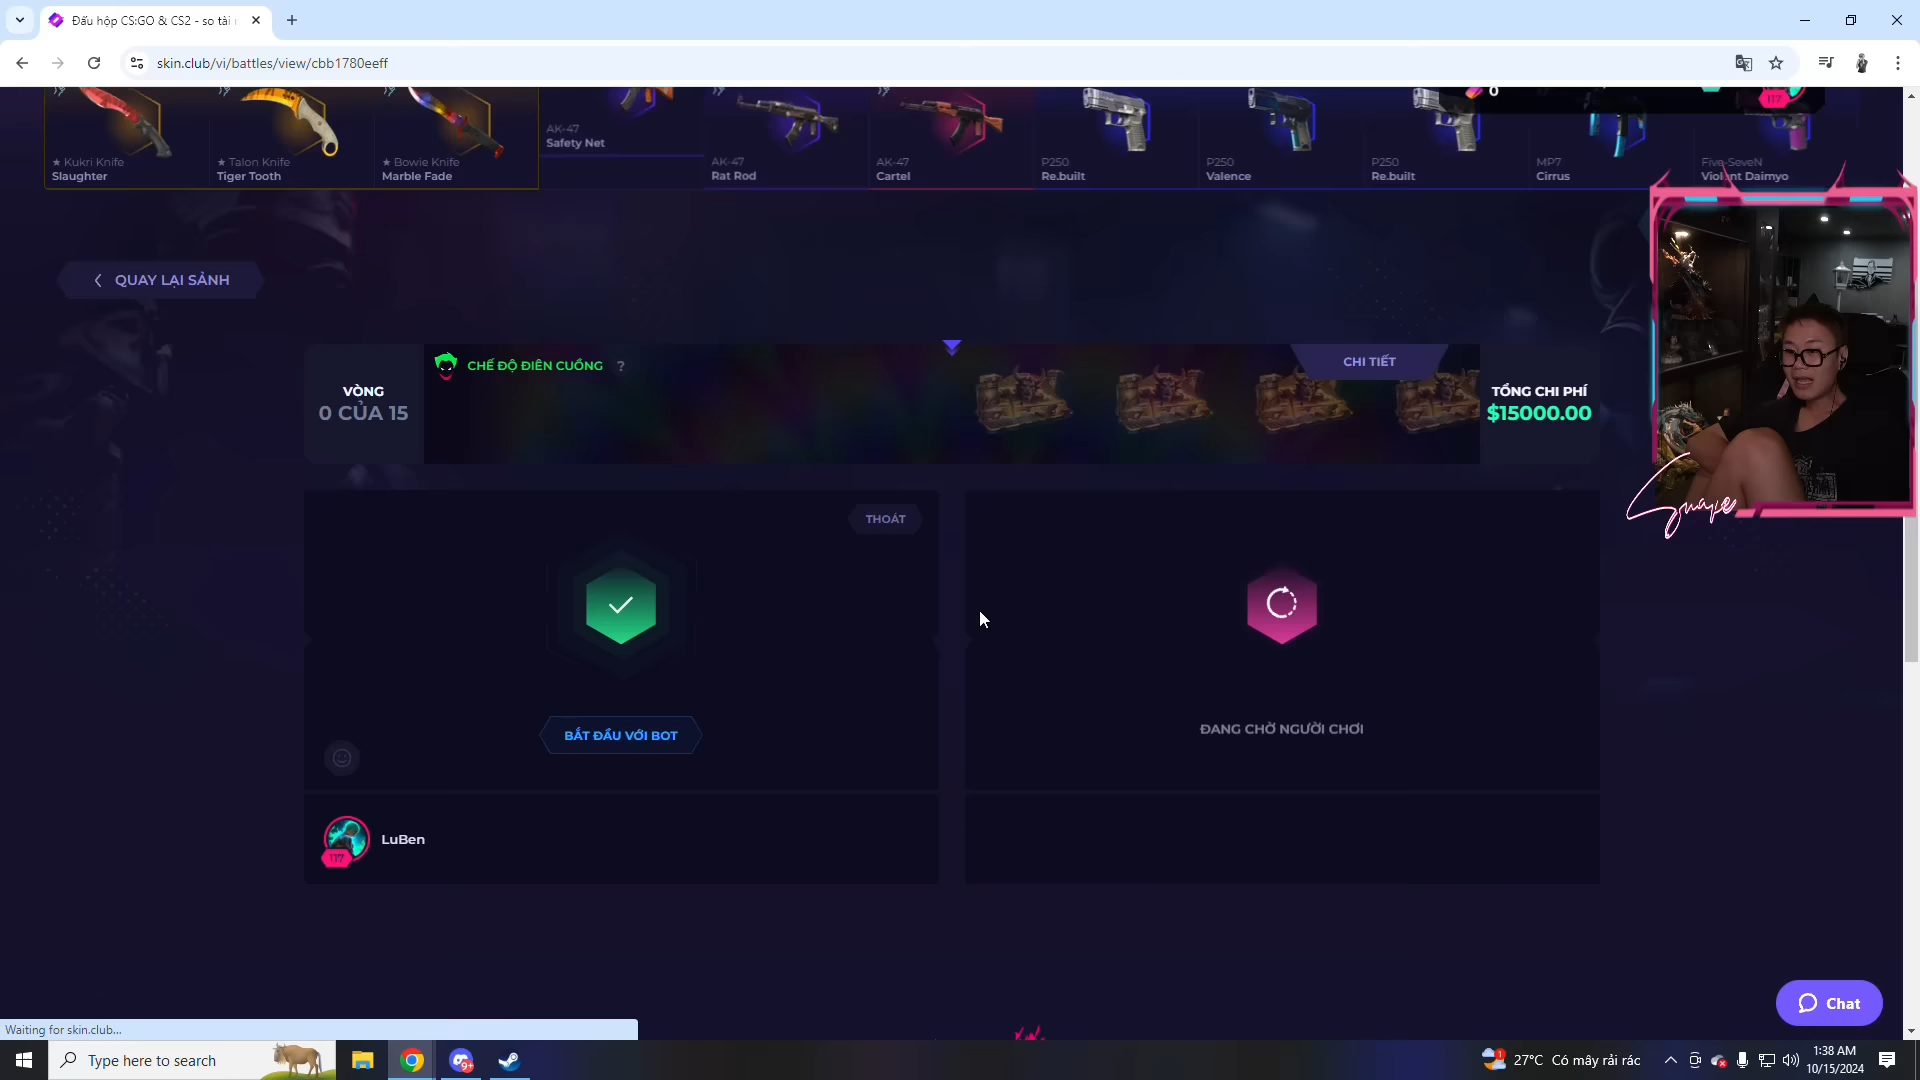 Đấu hộp CS:GO & CS2 - so tài
skin.club/vi/battles/view/cbb1780eeff
0
117
★ Kukri Knife
Slaughter
★ Talon Knife
Tiger Tooth
★ Bowie Knife
Marble Fade
AK-47
Safety Net
AK-47
Rat Rod
AK-47
Cartel
P250
Re.built
P250
Valence
P250
Re.built
MP7
Cirrus
Five-SeveN
Violent Daimyo
QUAY LẠI SẢNH
VÒNG
0 CỦA 15
CHẾ ĐỘ ĐIÊN CUỒNG ?
CHI TIẾT
TỔNG CHI PHÍ
$15000.00
THOÁT
BẮT ĐẦU VỚI BOT
ĐANG CHỜ NGƯỜI CHƠI
LuBen
117
Chat
Waiting for skin.club...
Type here to search
9+
1
27°C Có mây rải rác
1:38 AM
10/15/2024